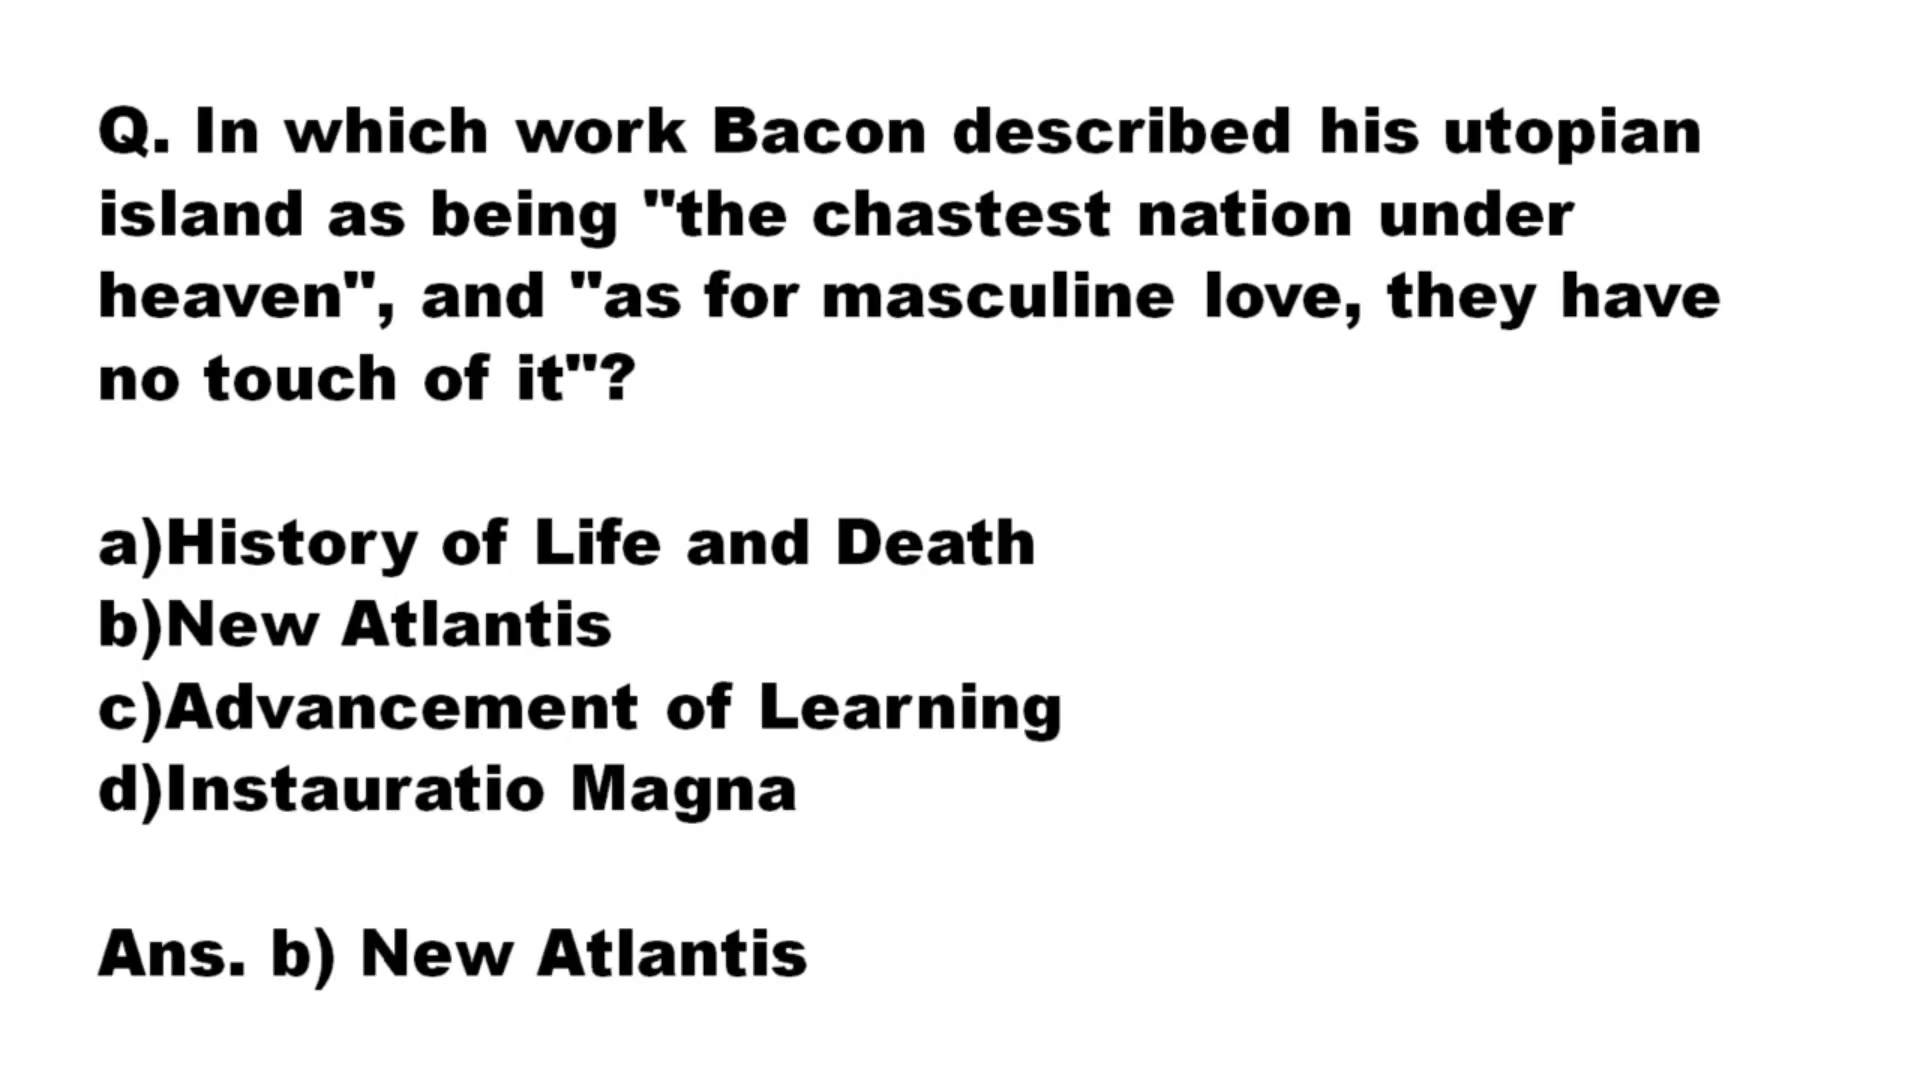 Q. In which work Bacon described his utopian
island as being "the chastest nation under
heaven", and "as for masculine love, they have
no touch of it"?
a)History of Life and Death
b)New Atlantis
c)Advancement of Learning
d)Instauratio Magna
Ans. b) New Atlantis